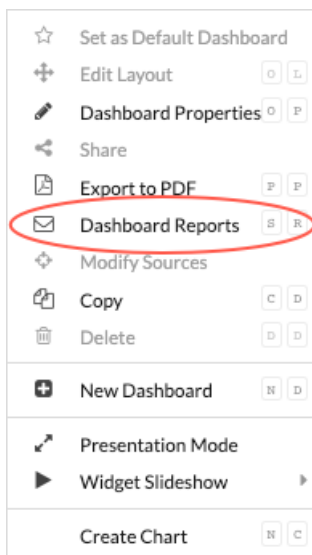 Set as Default Dashboard
Edit Layout O L
Dashboard Properties O P
Share
Export to PDF P P
Dashboard Reports S R
Modify Sources
Copy C D
Delete D D
New Dashboard N D
Presentation Mode
Widget Slideshow
Create Chart N C